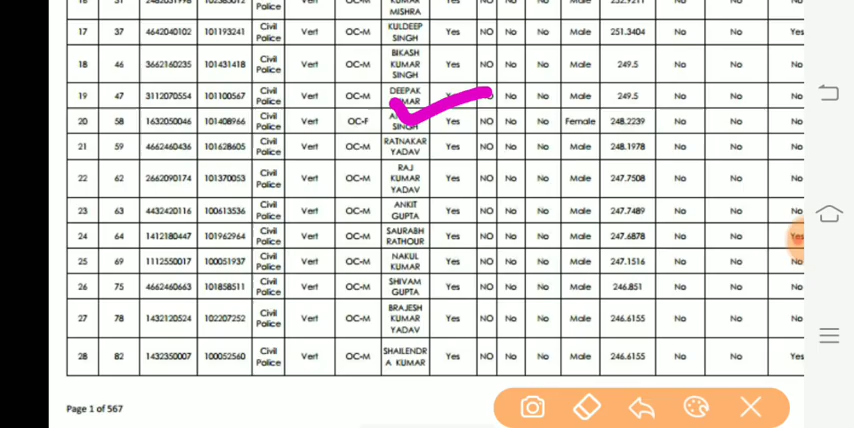 16 31 2482031998 102385012 KUMAR MISHRA Yes NO No No Male 252.9211 No No No
17 37 4642040102 101193241 Civil Police Vert OC-M KULDEEP SINGH Yes NO No No Male 251.3404 No No Yes
18 46 3662160235 101431418 Civil Police Vert OC-M BIKASH KUMAR SINGH Yes NO No No Male 249.5 No No No
19 47 3112070554 101100567 Civil Police Vert OC-M DEEPAK No No Male 249.5 No No No
20 58 1632050046 101408966 Civil Police Vert OC-F SINGH Yes NO No No Female 248.2239 No No No
21 59 4662460436 101628605 Civil Police Vert OC-M RATNAKAR YADAV Yes NO No No Male 248.1978 No No No
22 62 2662090174 101370053 Civil Police Vert OC-M RAJ KUMAR YADAV Yes NO No No Male 247.7508 No No No
23 63 4432420116 100613536 Civil Police Vert OC-M ANKIT GUPTA Yes NO No No Male 247.7489 No No No
24 64 1412180447 101962964 Civil Police Vert OC-M SAURABH RATHOUR Yes NO No No Male 247.6878 No No Yes
25 69 1112550017 100051937 Civil Police Vert OC-M NAKUL KUMAR Yes NO No No Male 247.1516 No No No
26 75 4662460663 101858511 Civil Police Vert OC-M SHIVAM GUPTA Yes NO No No Male 246.851 No No No
27 78 1432120524 102207252 Civil Police Vert OC-M BRAJESH KUMAR YADAV Yes NO No No Male 246.6155 No No No
28 82 1432350007 100052560 Civil Police Vert OC-M SHAILENDR A KUMAR Yes NO No No Male 246.6155 No No Yes
Page 1 of 567